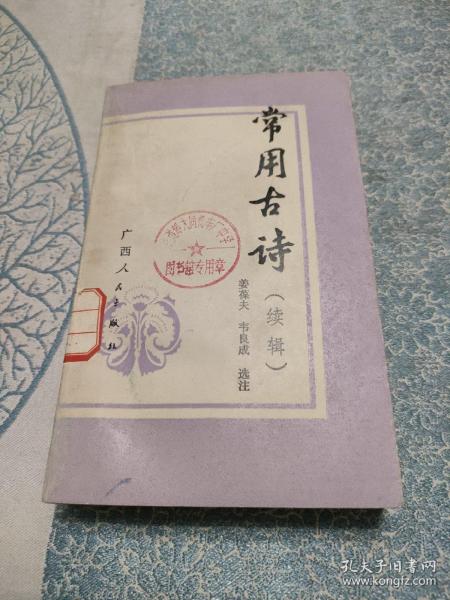 常用古诗
（续辑）
姜葆夫 韦良成 选注
图书馆专用章
广西人民出版社
孔夫子旧书网
www.kongfz.com